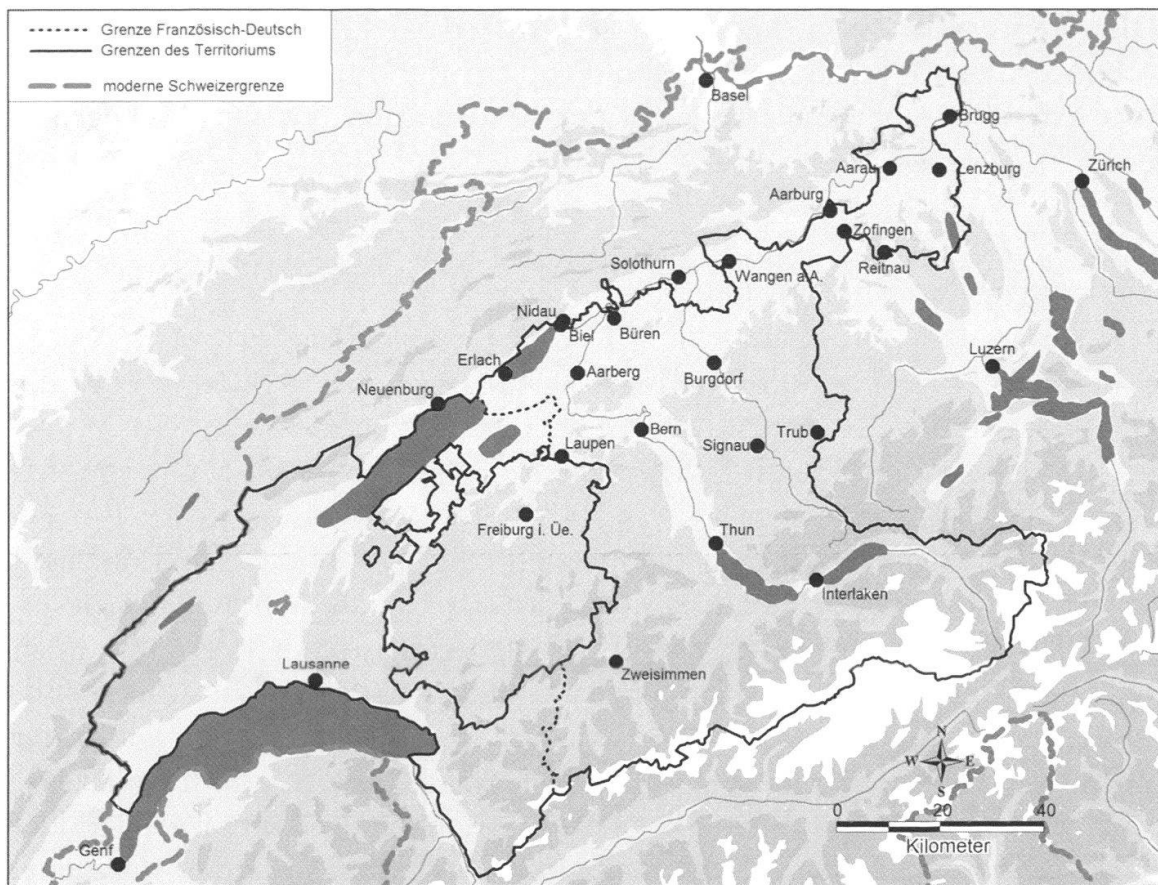 Grenze Französisch-Deutsch
Grenzen des Territoriums
moderne Schweizergrenze
Basel
Brugg
Aarau
Lenzburg
Zürich
Aarburg
Zofingen
Reitnau
Solothurn
Wangen a.A.
Nidau
Biel
Büren
Erlach
Aarberg
Burgdorf
Luzern
Neuenburg
Bern
Trub
Signau
Laupen
Freiburg i. Üe.
Thun
Interlaken
Lausanne
Zweisimmen
N
W
E
S
0
20
40
Kilometer
Genf